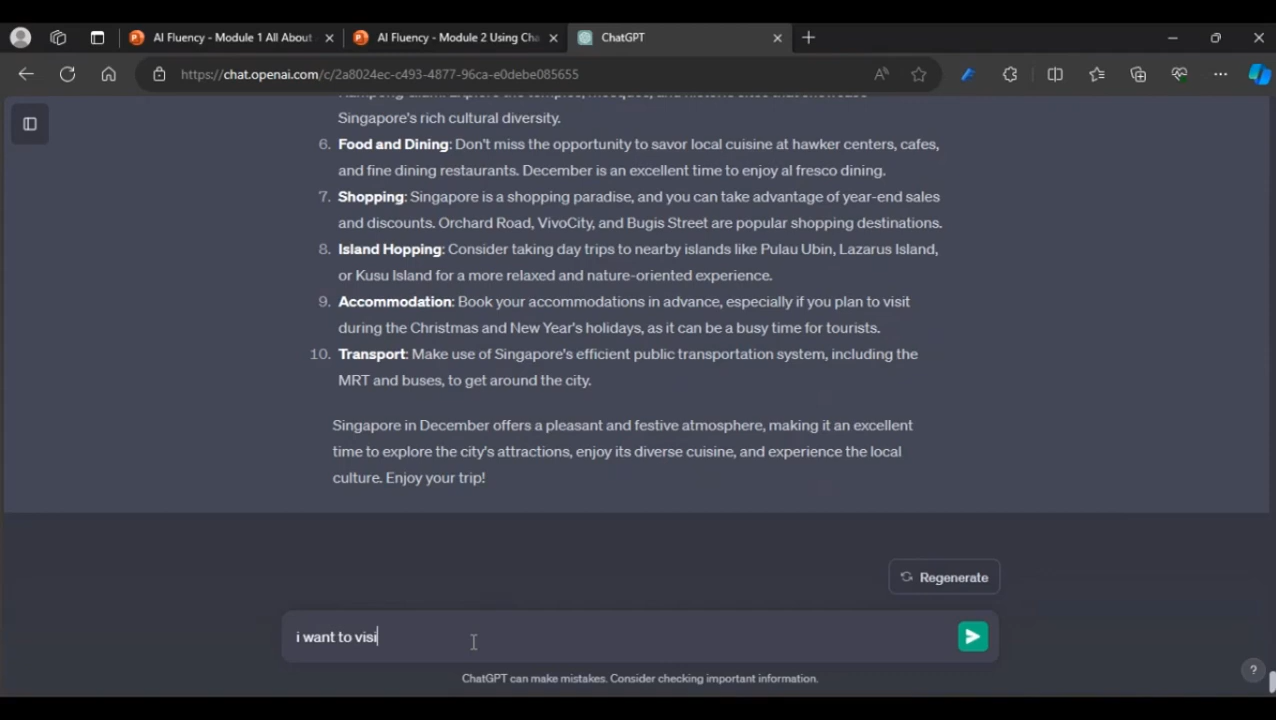 AI Fluency - Module 1 All About
AI Fluency - Module 2 Using Cha
ChatGPT
https://chat.openai.com/c/2a8024ec-c493-4877-96ca-e0debe085655
Singapore's rich cultural diversity.
6. Food and Dining: Don't miss the opportunity to savor local cuisine at hawker centers, cafes,
and fine dining restaurants. December is an excellent time to enjoy al fresco dining.
7. Shopping: Singapore is a shopping paradise, and you can take advantage of year-end sales
and discounts. Orchard Road, VivoCity, and Bugis Street are popular shopping destinations.
8. Island Hopping: Consider taking day trips to nearby islands like Pulau Ubin, Lazarus Island,
or Kusu Island for a more relaxed and nature-oriented experience.
9. Accommodation: Book your accommodations in advance, especially if you plan to visit
during the Christmas and New Year's holidays, as it can be a busy time for tourists.
10. Transport: Make use of Singapore's efficient public transportation system, including the
MRT and buses, to get around the city.
Singapore in December offers a pleasant and festive atmosphere, making it an excellent
time to explore the city's attractions, enjoy its diverse cuisine, and experience the local
culture. Enjoy your trip!
Regenerate
i want to visi
ChatGPT can make mistakes. Consider checking important information.
?